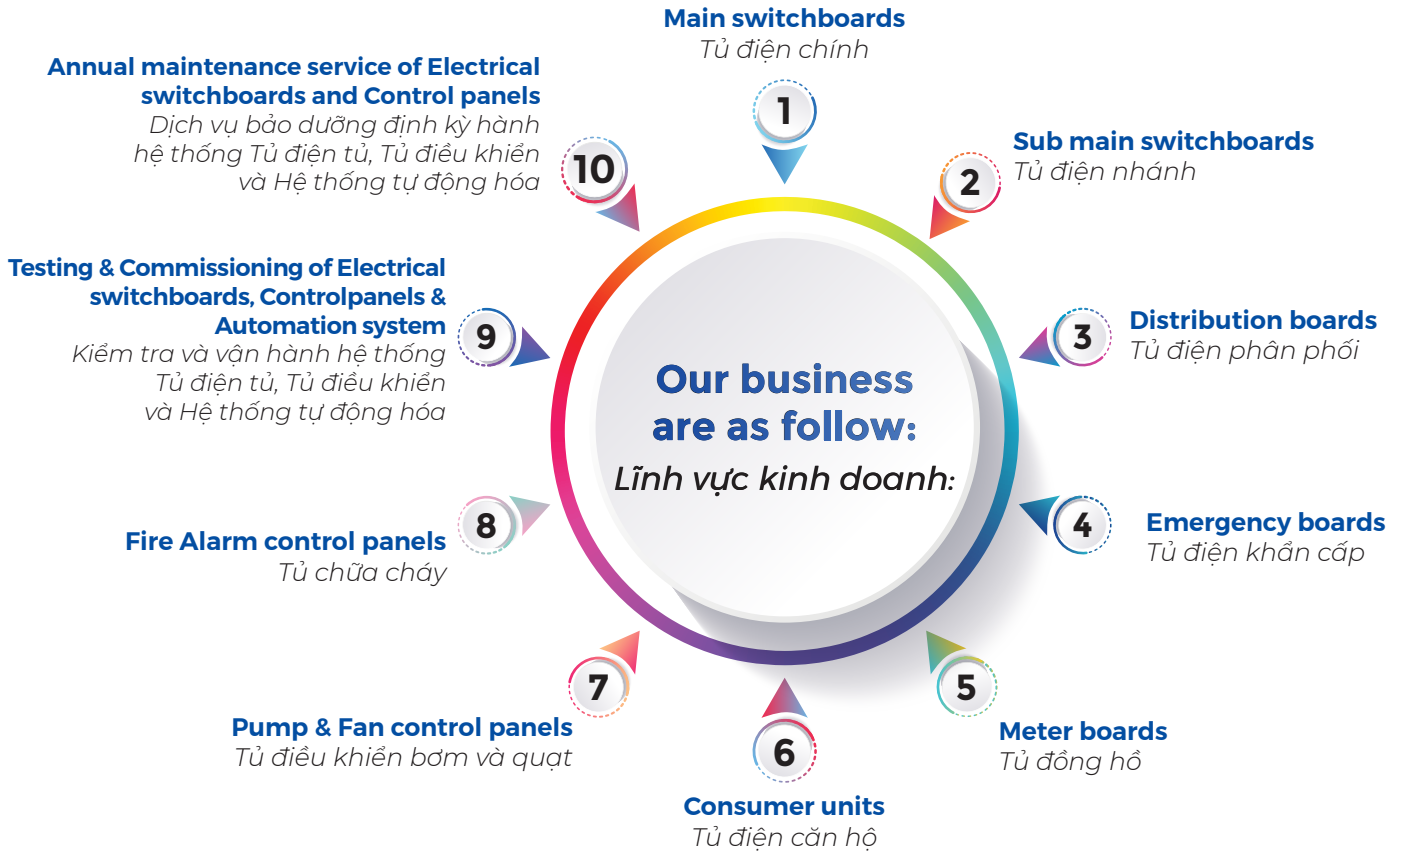 Our business
are as follow:
Lĩnh vực kinh doanh:
1
Main switchboards
Tủ điện chính
2
Sub main switchboards
Tủ điện nhánh
3
Distribution boards
Tủ điện phân phối
4
Emergency boards
Tủ điện khẩn cấp
5
Meter boards
Tủ đồng hồ
6
Consumer units
Tủ điện căn hộ
7
Pump & Fan control panels
Tủ điều khiển bơm và quạt
8
Fire Alarm control panels
Tủ chữa cháy
9
Testing & Commissioning of Electrical
switchboards, Controlpanels &
Automation system
Kiểm tra và vận hành hệ thống
Tủ điện tủ, Tủ điều khiển
và Hệ thống tự động hóa
10
Annual maintenance service of Electrical
switchboards and Control panels
Dịch vụ bảo dưỡng định kỳ hành
hệ thống Tủ điện tủ, Tủ điều khiển
và Hệ thống tự động hóa